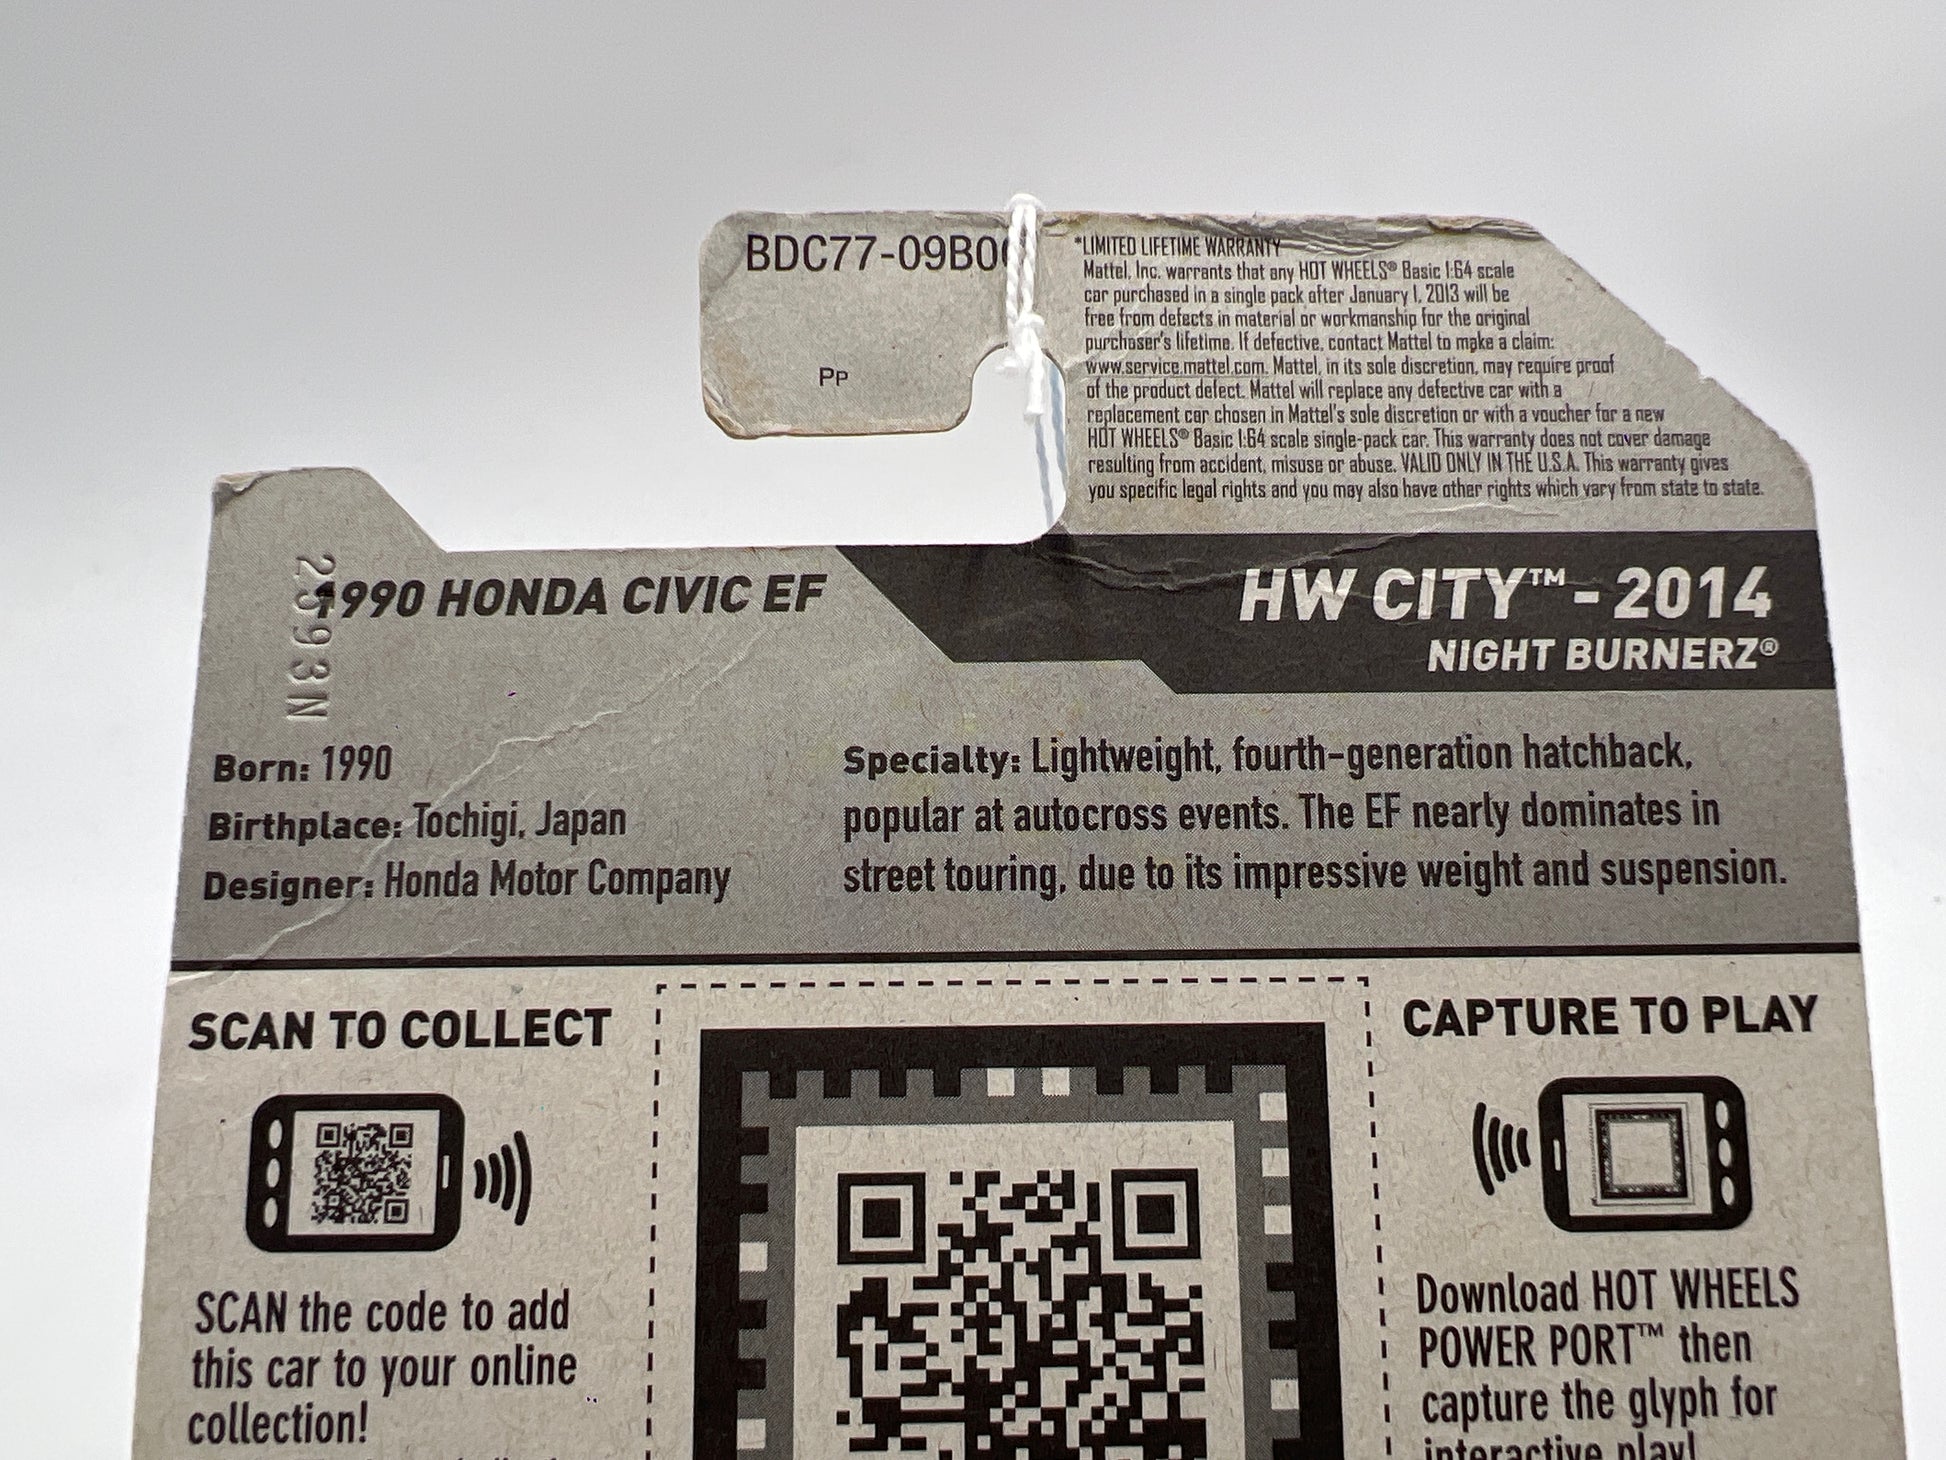 BDC77-09B0
PP
*LIMITED LIFETIME WARRANTY
Mattel, Inc. warrants that any HOT WHEELS® Basic 1:64 scale
car purchased in a single pack after January 1, 2013 will be
free from defects in material or workmanship for the original
purchaser's lifetime. If defective, contact Mattel to make a claim:
www.service.mattel.com. Mattel, in its sole discretion, may require proof
of the product defect. Mattel will replace any defective car with a
replacement car chosen in Mattel's sole discretion or with a voucher for a new
HOT WHEELS® Basic 1:64 scale single-pack car. This warranty does not cover damage
resulting from accident, misuse or abuse. VALID ONLY IN THE U.S.A. This warranty gives
you specific legal rights and you may also have other rights which vary from state to state.
1990 HONDA CIVIC EF
HW CITY™ - 2014
NIGHT BURNERZ®
Born: 1990
Birthplace: Tochigi, Japan
Designer: Honda Motor Company
Specialty: Lightweight, fourth-generation hatchback,
popular at autocross events. The EF nearly dominates in
street touring, due to its impressive weight and suspension.
SCAN TO COLLECT
SCAN the code to add
this car to your online
collection!
CAPTURE TO PLAY
Download HOT WHEELS
POWER PORT™ then
capture the glyph for
interactive play!